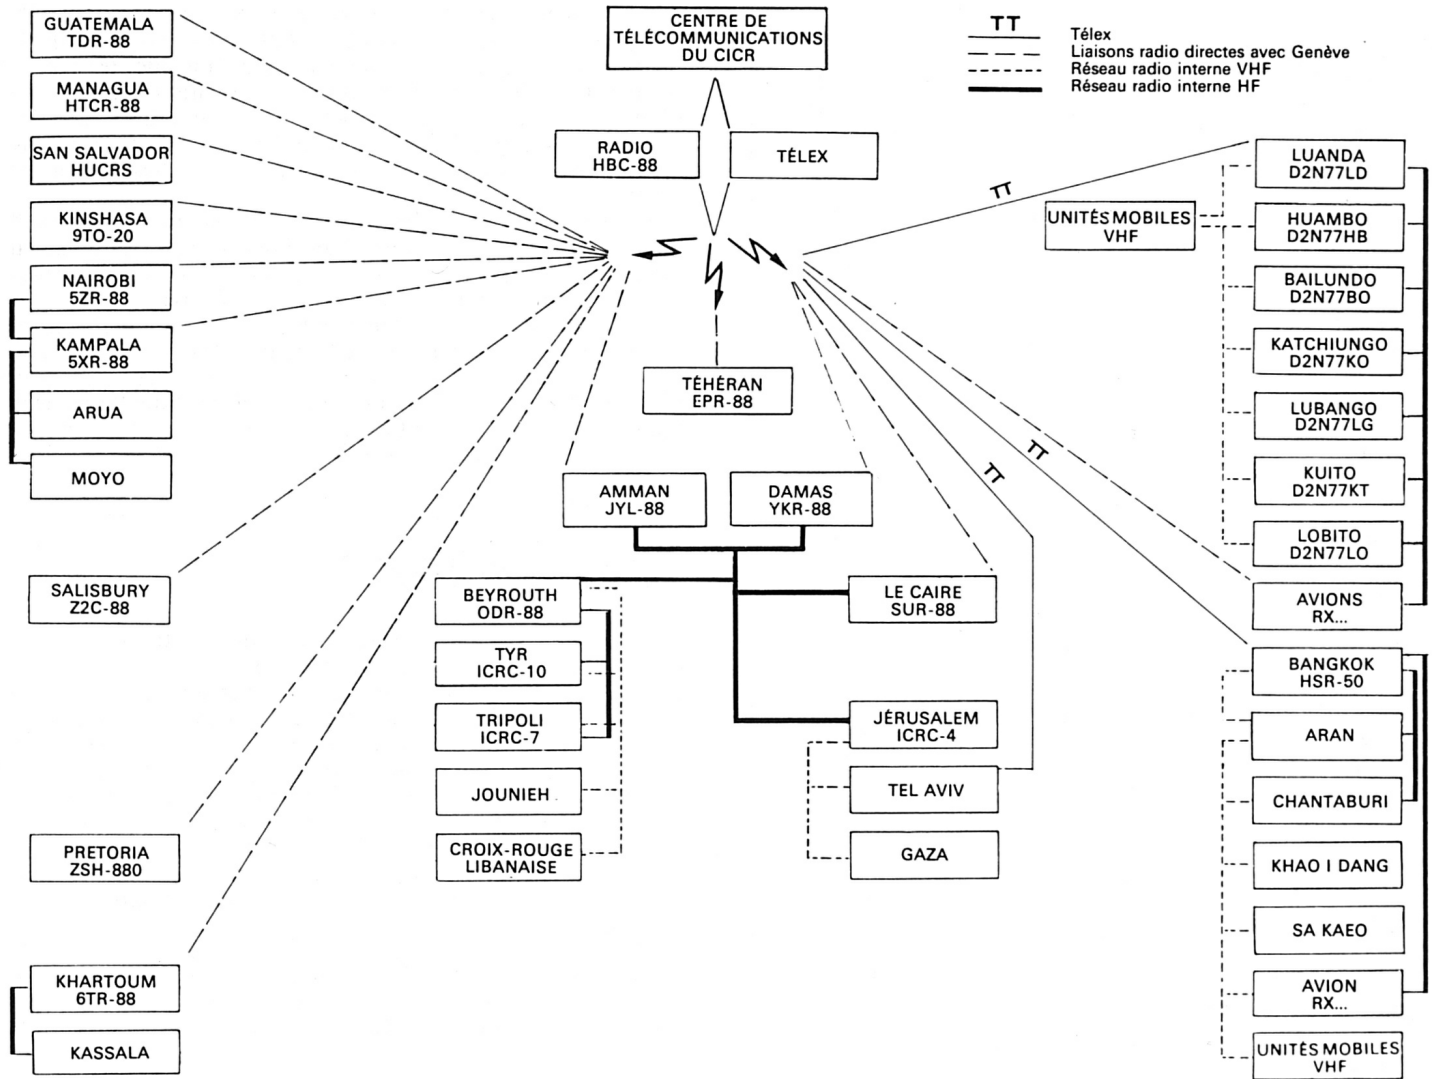 CENTRE DE
TÉLÉCOMMUNICATIONS
DU CICR
RADIO
HBC-88
TÉLEX
TT
Télex
Liaisons radio directes avec Genève
Réseau radio interne VHF
Réseau radio interne HF
GUATEMALA
TDR-88
MANAGUA
HTCR-88
SAN SALVADOR
HUCRS
KINSHASA
9TO-20
NAIROBI
5ZR-88
KAMPALA
5XR-88
ARUA
MOYO
SALISBURY
Z2C-88
PRETORIA
ZSH-880
KHARTOUM
6TR-88
KASSALA
TÉHÉRAN
EPR-88
AMMAN
JYL-88
DAMAS
YKR-88
BEYROUTH
ODR-88
TYR
ICRC-10
TRIPOLI
ICRC-7
JOUNIEH
CROIX-ROUGE
LIBANAISE
LE CAIRE
SUR-88
JÉRUSALEM
ICRC-4
TEL AVIV
GAZA
TT
TT
TT
UNITÉS MOBILES
VHF
LUANDA
D2N77LD
HUAMBO
D2N77HB
BAILUNDO
D2N77BO
KATCHIUNGO
D2N77KO
LUBANGO
D2N77LG
KUITO
D2N77KT
LOBITO
D2N77LO
AVIONS
RX...
BANGKOK
HSR-50
ARAN
CHANTABURI
KHAO I DANG
SA KAEO
AVION
RX...
UNITÉS MOBILES
VHF